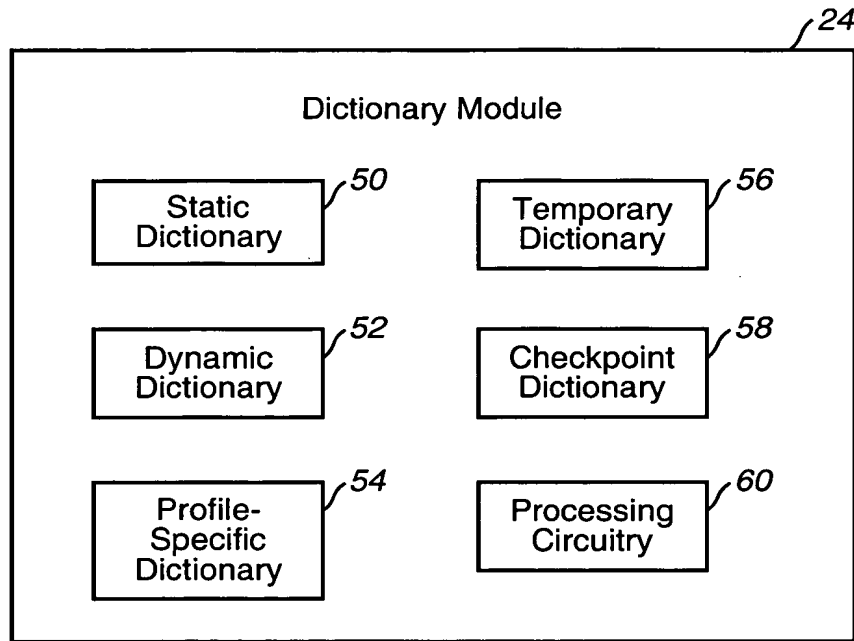 24
Dictionary Module
50
Static
Dictionary
56
Temporary
Dictionary
52
Dynamic
Dictionary
58
Checkpoint
Dictionary
54
Profile-
Specific
Dictionary
60
Processing
Circuitry